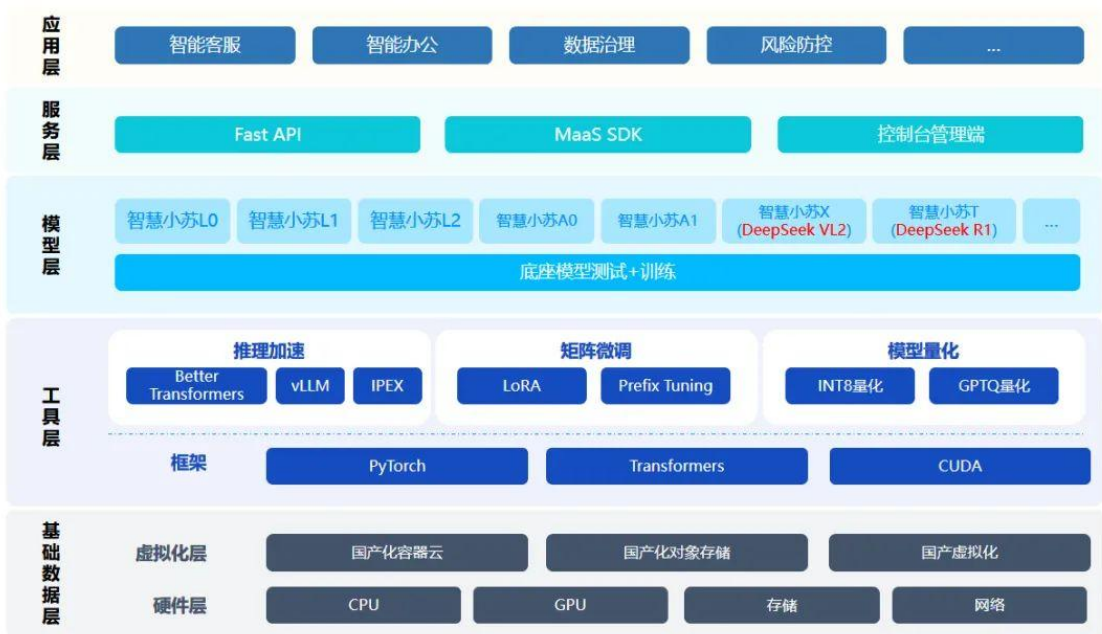 应用层
智能客服
智能办公
数据治理
风险防控
...
服务层
Fast API
MaaS SDK
控制台管理端
模型层
智慧小苏L0
智慧小苏L1
智慧小苏L2
智慧小苏A0
智慧小苏A1
智慧小苏X
(DeepSeek VL2)
智慧小苏T
(DeepSeek R1)
...
底座模型测试+训练
工具层
推理加速
Better
Transformers
vLLM
IPEX
矩阵微调
LoRA
Prefix Tuning
模型量化
INT8量化
GPTQ量化
框架
PyTorch
Transformers
CUDA
基础数据层
虚拟化层
国产化容器云
国产化对象存储
国产虚拟化
硬件层
CPU
GPU
存储
网络